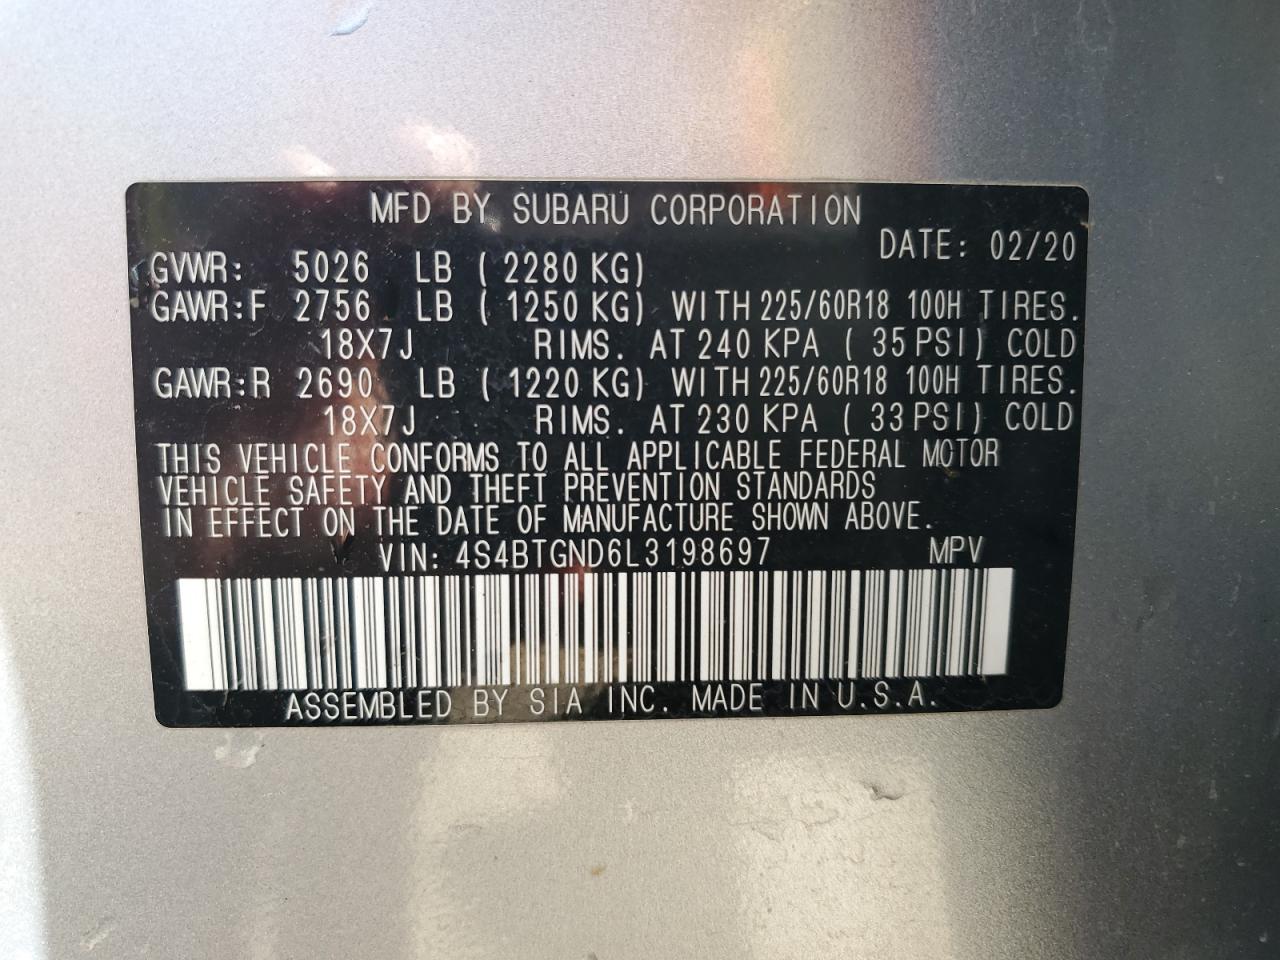 MFD BY SUBARU CORPORATION
DATE: 02/20
GVWR: 5026 LB ( 2280 KG)
GAWR:F 2756 LB ( 1250 KG) WITH 225/60R18 100H TIRES.
18X7J RIMS. AT 240 KPA ( 35 PSI) COLD
GAWR:R 2690 LB ( 1220 KG) WITH 225/60R18 100H TIRES.
18X7J RIMS. AT 230 KPA ( 33 PSI) COLD
THIS VEHICLE CONFORMS TO ALL APPLICABLE FEDERAL MOTOR
VEHICLE SAFETY AND THEFT PREVENTION STANDARDS
IN EFFECT ON THE DATE OF MANUFACTURE SHOWN ABOVE.
VIN: 4S4BTGND6L3198697 MPV
ASSEMBLED BY SIA INC. MADE IN U.S.A.